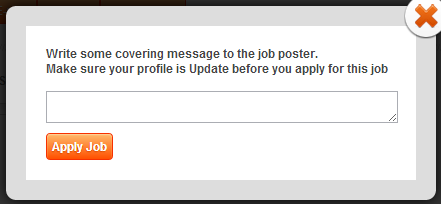 Write some covering message to the job poster.
Make sure your profile is Update before you apply for this job
Apply Job